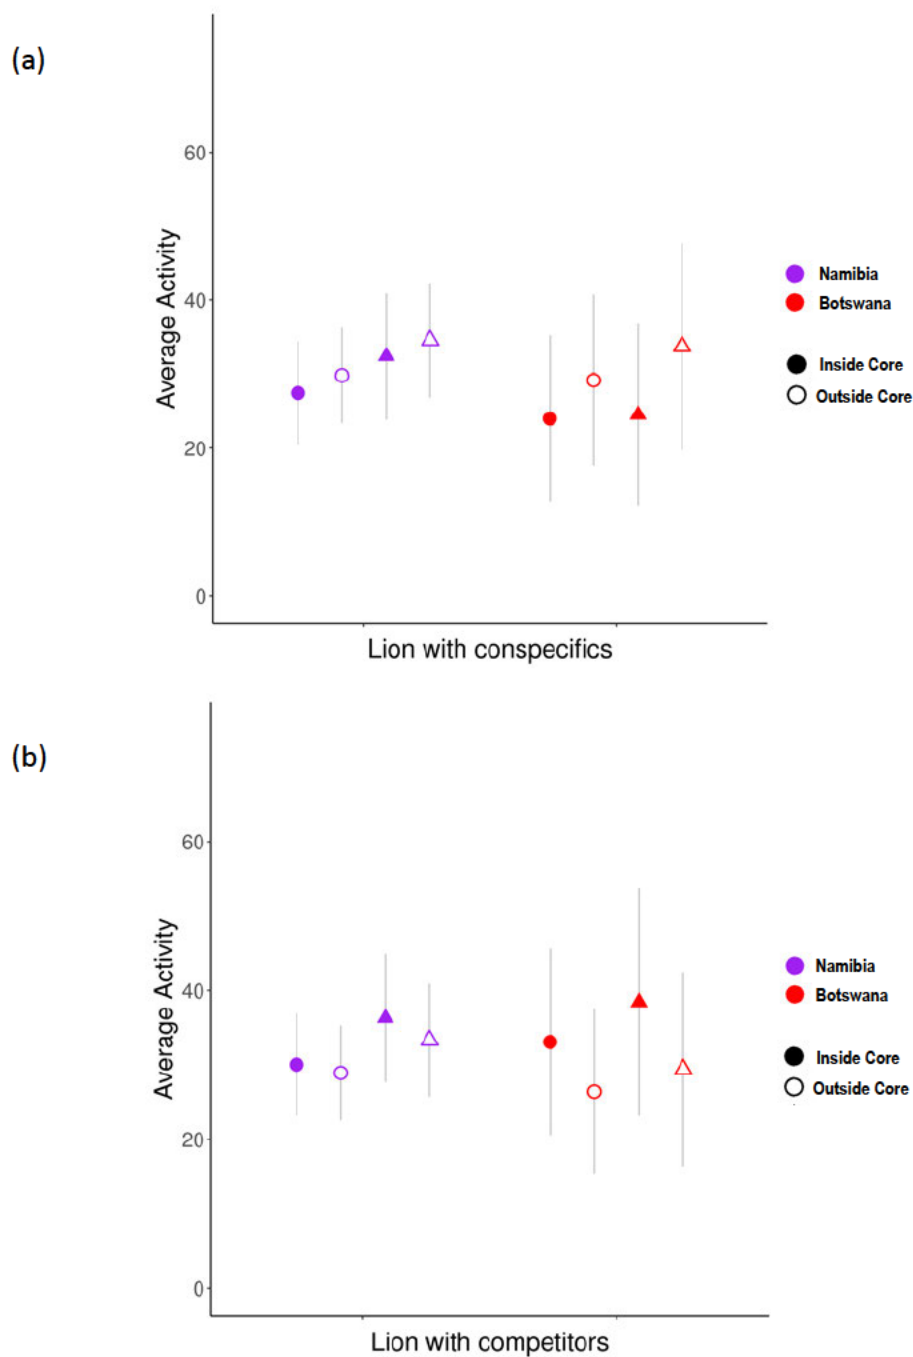 (a)
60
40
20
0
Average Activity
Lion with conspecifics
Namibia
Botswana
Inside Core
Outside Core
(b)
60
40
20
0
Average Activity
Lion with competitors
Namibia
Botswana
Inside Core
Outside Core